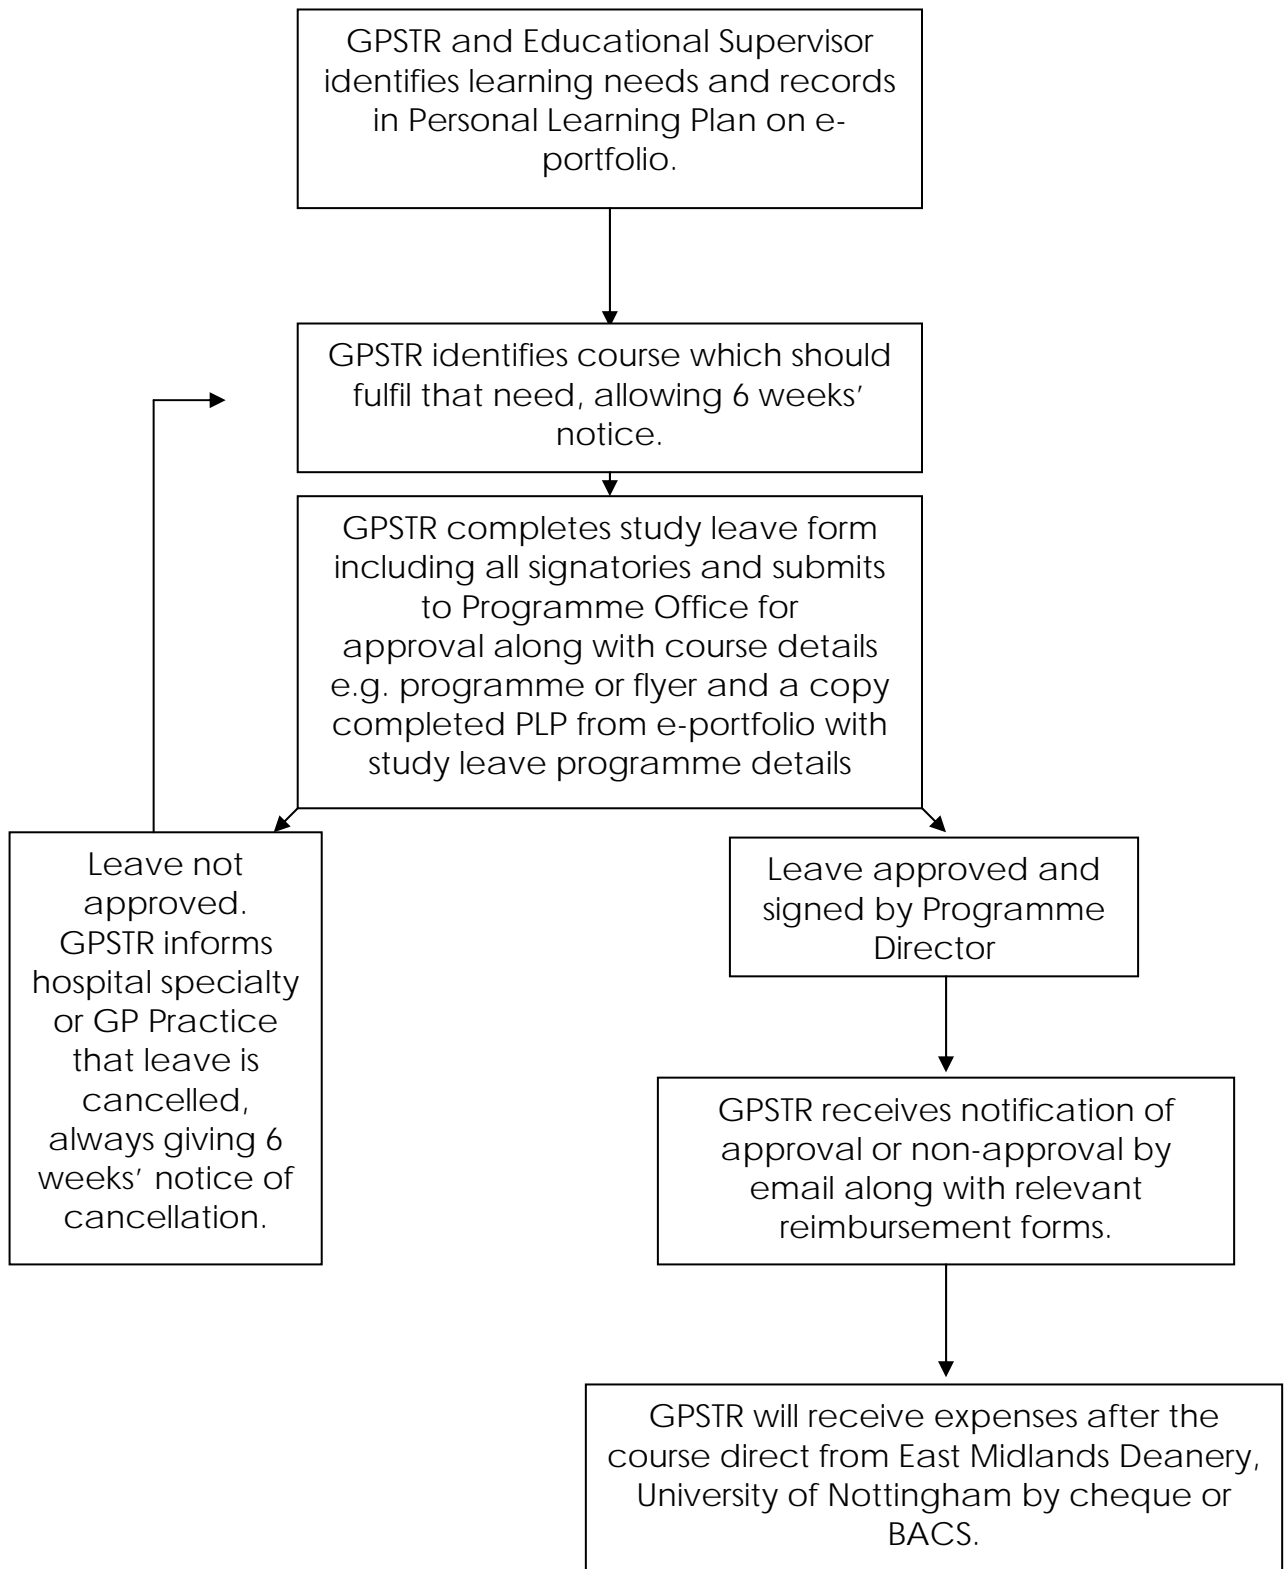 GPSTR and Educational Supervisor
identifies learning needs and records
in Personal Learning Plan on e-
portfolio.
GPSTR identifies course which should
fulfil that need, allowing 6 weeks’
notice.
GPSTR completes study leave form
including all signatories and submits
to Programme Office for
approval along with course details
e.g. programme or flyer and a copy
completed PLP from e-portfolio with
study leave programme details
Leave not
approved.
GPSTR informs
hospital specialty
or GP Practice
that leave is
cancelled,
always giving 6
weeks’ notice of
cancellation.
Leave approved and
signed by Programme
Director
GPSTR receives notification of
approval or non-approval by
email along with relevant
reimbursement forms.
GPSTR will receive expenses after the
course direct from East Midlands Deanery,
University of Nottingham by cheque or
BACS.